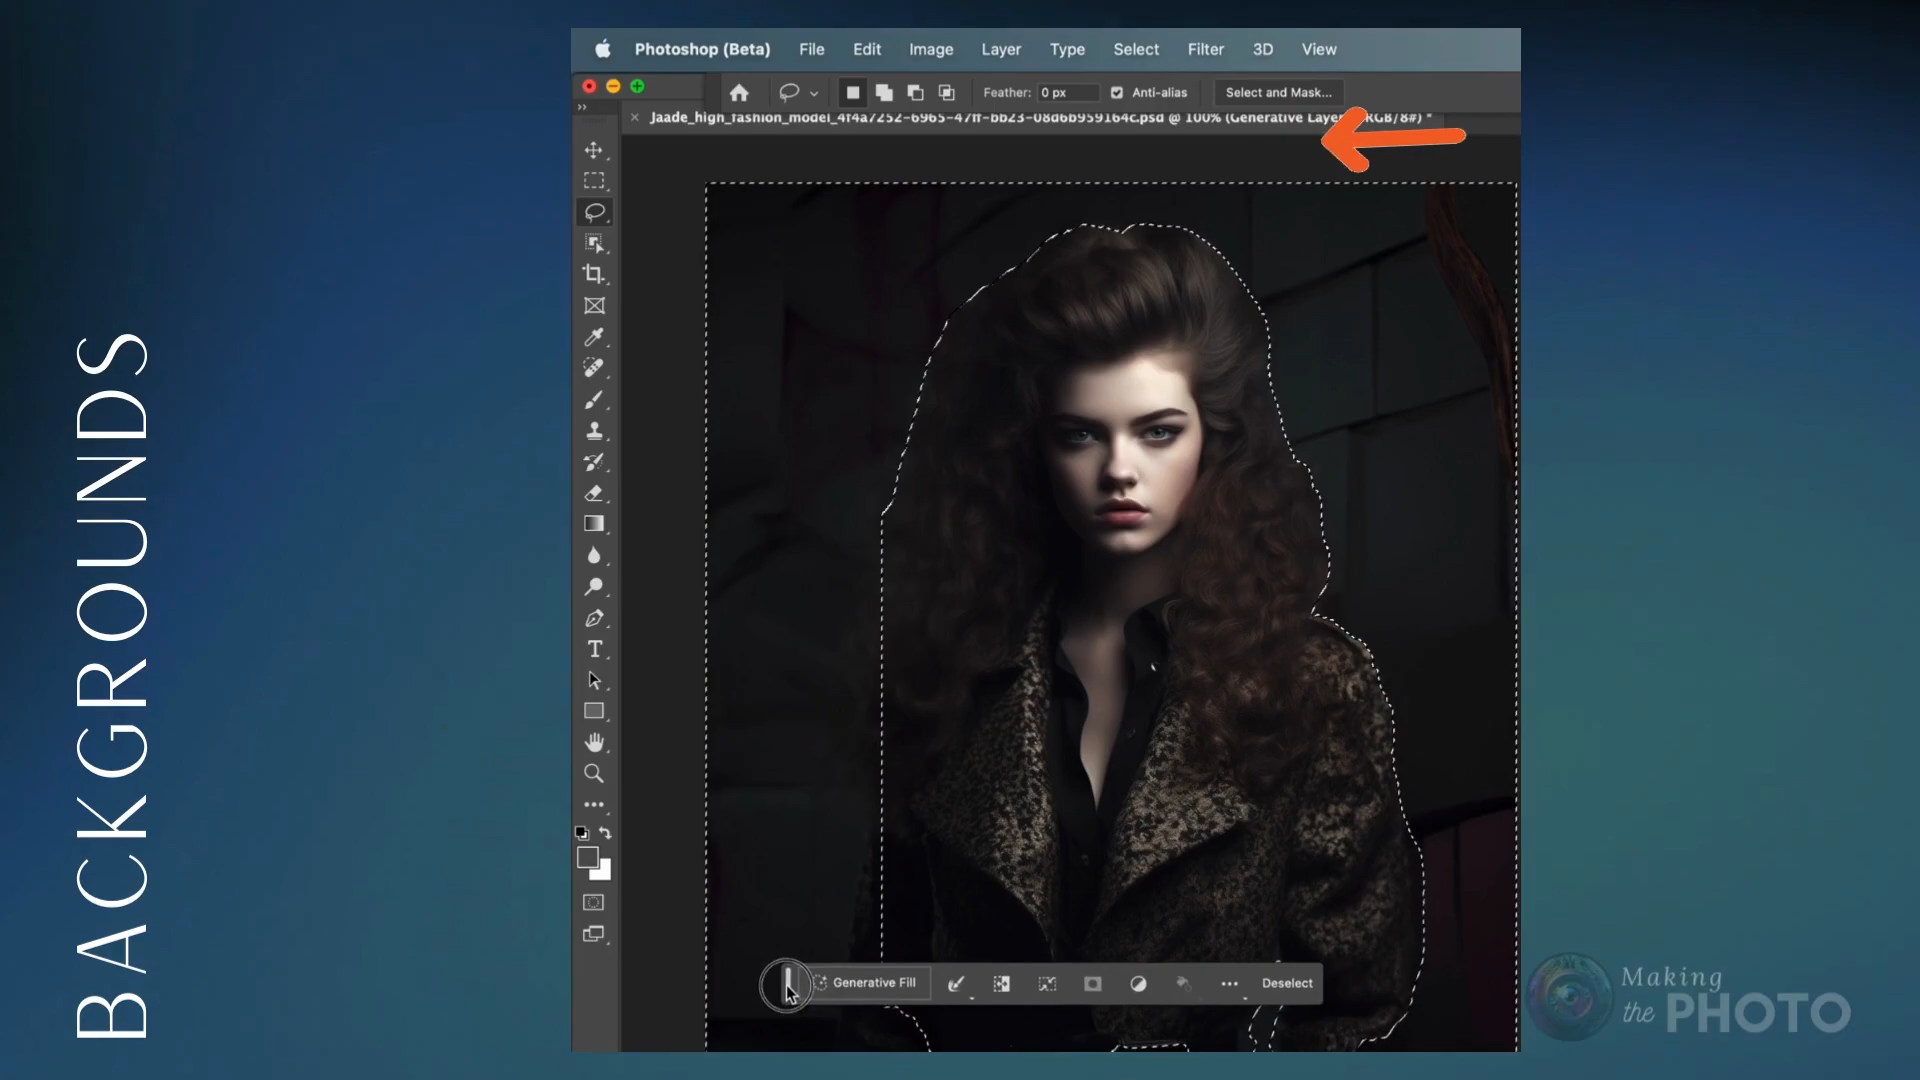 BACKGROUNDS
Photoshop (Beta) File Edit Image Layer Type Select Filter 3D View
Feather: 0 px Anti-alias Select and Mask...
Jaade_high_fashion_model_4f4a7252-6965-47ff-bb23-08d6b959164c.psd @ 100% (Generative Laye RGB/8#) *
Generative Fill Deselect
Making
the PHOTO